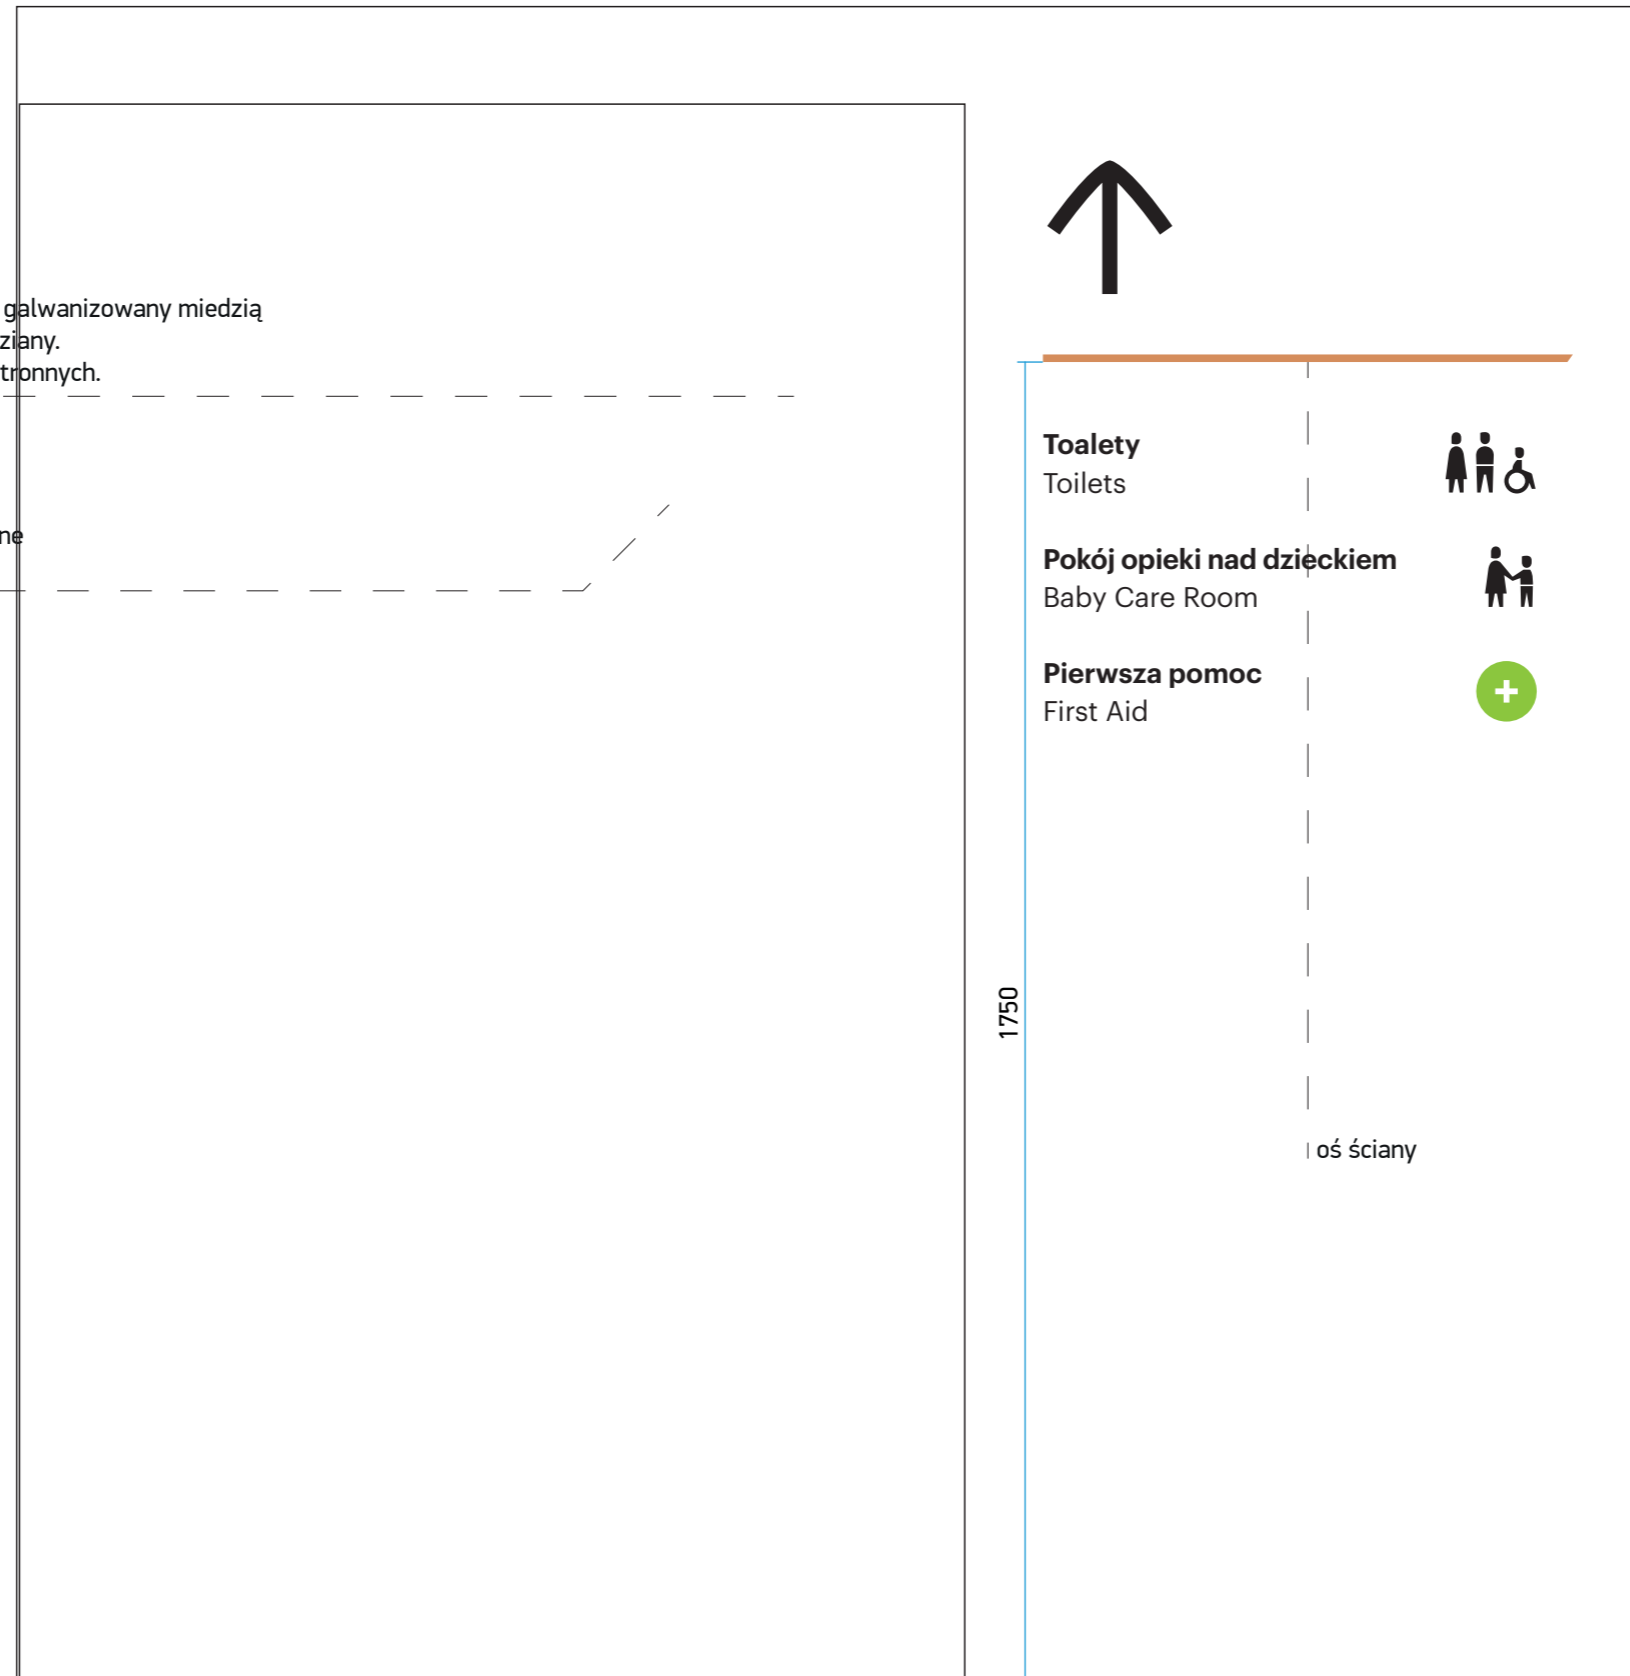 galwanizowany miedzią
ziany.
tronnych.
ne
Toalety
Toilets
Pokój opieki nad dzieckiem
Baby Care Room
Pierwsza pomoc
First Aid
1750
oś ściany